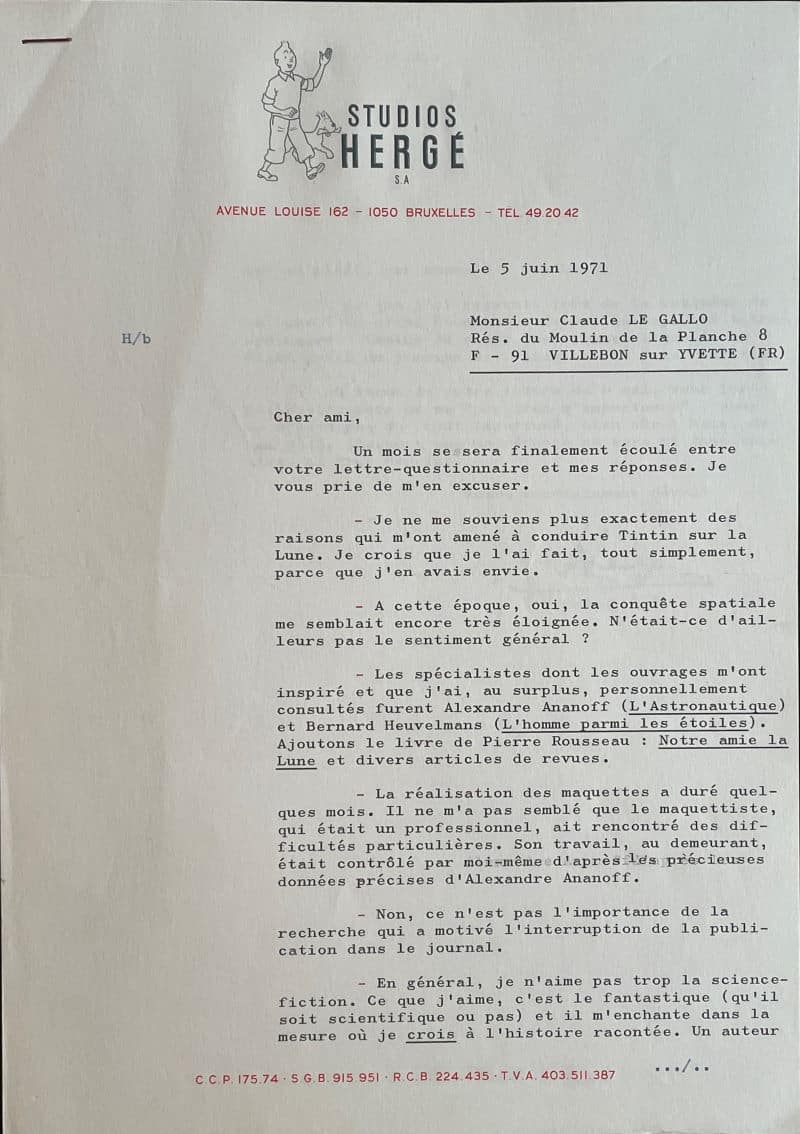 STUDIOS
HERGÉ
S.A
AVENUE LOUISE 162 - 1050 BRUXELLES - TEL. 49.20.42
Le 5 juin 1971
Monsieur Claude LE GALLO
H/b
Rés. du Moulin de la Planche 8
F - 91 VILLEBON sur YVETTE (FR)
Cher ami,
Un mois se sera finalement écoulé entre
votre lettre-questionnaire et mes réponses. Je
vous prie de m'en excuser.
- Je ne me souviens plus exactement des
raisons qui m'ont amené à conduire Tintin sur la
Lune. Je crois que je l'ai fait, tout simplement,
parce que j'en avais envie.
- A cette époque, oui, la conquête spatiale
me semblait encore très éloignée. N'était-ce d'ail-
leurs pas le sentiment général ?
- Les spécialistes dont les ouvrages m'ont
inspiré et que j'ai, au surplus, personnellement
consultés furent Alexandre Ananoff (L'Astronautique)
et Bernard Heuvelmans (L'homme parmi les étoiles).
Ajoutons le livre de Pierre Rousseau : Notre amie la
Lune et divers articles de revues.
- La réalisation des maquettes a duré quel-
ques mois. Il ne m'a pas semblé que le maquettiste,
qui était un professionnel, ait rencontré des dif-
ficultés particulières. Son travail, au demeurant,
était contrôlé par moi-même d'après les précieuses
données précises d'Alexandre Ananoff.
- Non, ce n'est pas l'importance de la
recherche qui a motivé l'interruption de la publi-
cation dans le journal.
- En général, je n'aime pas trop la science-
fiction. Ce que j'aime, c'est le fantastique (qu'il
soit scientifique ou pas) et il m'enchante dans la
mesure où je crois à l'histoire racontée. Un auteur
.../..
C.C.P. 175.74 · S.G.B. 915 951 · R.C.B. 224.435 · T.V.A. 403.511.387